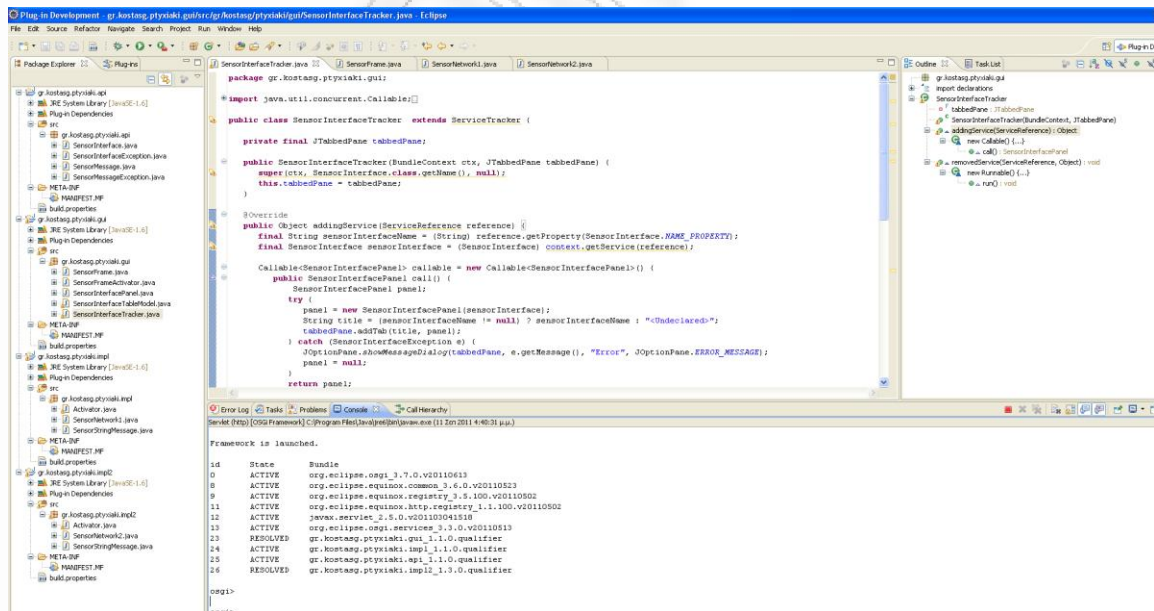 Plug-in Development - gr.kostasg.ptyxiaki.gui/src/gr/kostasg/ptyxiaki/gui/SensorInterfaceTracker.java - Eclipse
File Edit Source Refactor Navigate Search Project Run Window Help
Plug-in D
Package Explorer
Plug-ins
gr.kostasg.ptyxiaki.api
JRE System Library [JavaSE-1.6]
Plug-in Dependencies
src
gr.kostasg.ptyxiaki.api
SensorInterface.java
SensorInterfaceException.java
SensorMessage.java
SensorMessageException.java
META-INF
MANIFEST.MF
build.properties
gr.kostasg.ptyxiaki.gui
JRE System Library [JavaSE-1.6]
Plug-in Dependencies
src
gr.kostasg.ptyxiaki.gui
SensorFrame.java
SensorFrameActivator.java
SensorInterfacePanel.java
SensorInterfaceTableModel.java
SensorInterfaceTracker.java
META-INF
MANIFEST.MF
build.properties
gr.kostasg.ptyxiaki.impl
JRE System Library [JavaSE-1.6]
Plug-in Dependencies
src
gr.kostasg.ptyxiaki.impl
Activator.java
SensorNetwork1.java
SensorStringMessage.java
META-INF
MANIFEST.MF
build.properties
gr.kostasg.ptyxiaki.impl2
JRE System Library [JavaSE-1.6]
Plug-in Dependencies
src
gr.kostasg.ptyxiaki.impl2
Activator.java
SensorNetwork2.java
SensorStringMessage.java
META-INF
MANIFEST.MF
build.properties
SensorInterfaceTracker.java
SensorFrame.java
SensorNetwork1.java
SensorNetwork2.java
package gr.kostasg.ptyxiaki.gui;
import java.util.concurrent.Callable;
public class SensorInterfaceTracker extends ServiceTracker {
private final JTabbedPane tabbedPane;
public SensorInterfaceTracker(BundleContext ctx, JTabbedPane tabbedPane) {
super(ctx, SensorInterface.class.getName(), null);
this.tabbedPane = tabbedPane;
}
@Override
public Object addingService(ServiceReference reference) {
final String sensorInterfaceName = (String) reference.getProperty(SensorInterface.NAME_PROPERTY);
final SensorInterface sensorInterface = (SensorInterface) context.getService(reference);
Callable<SensorInterfacePanel> callable = new Callable<SensorInterfacePanel>() {
public SensorInterfacePanel call() {
SensorInterfacePanel panel;
try {
panel = new SensorInterfacePanel(sensorInterface);
String title = (sensorInterfaceName != null) ? sensorInterfaceName : "<Undeclared>";
tabbedPane.addTab(title, panel);
} catch (SensorInterfaceException e) {
JOptionPane.showMessageDialog(tabbedPane, e.getMessage(), "Error", JOptionPane.ERROR_MESSAGE);
panel = null;
}
return panel;
Outline
Task List
gr.kostasg.ptyxiaki.gui
import declarations
SensorInterfaceTracker
tabbedPane : JTabbedPane
SensorInterfaceTracker(BundleContext, JTabbedPane)
addingService(ServiceReference) : Object
new Callable() {...}
call() : SensorInterfacePanel
removedService(ServiceReference, Object) : void
new Runnable() {...}
run() : void
Error Log
Tasks
Problems
Console
Call Hierarchy
Servlet (http) [OSGi Framework] C:\Program Files\Java\jre6\bin\javaw.exe (11 Σεπ 2011 4:40:31 μ.μ.)
Framework is launched.
id State Bundle
0 ACTIVE org.eclipse.osgi_3.7.0.v20110613
8 ACTIVE org.eclipse.equinox.common_3.6.0.v20110523
9 ACTIVE org.eclipse.equinox.registry_3.5.100.v20110502
11 ACTIVE org.eclipse.equinox.http.registry_1.1.100.v20110502
12 ACTIVE javax.servlet_2.5.0.v201103041518
13 ACTIVE org.eclipse.osgi.services_3.3.0.v20110513
23 RESOLVED gr.kostasg.ptyxiaki.gui_1.1.0.qualifier
24 ACTIVE gr.kostasg.ptyxiaki.impl_1.1.0.qualifier
25 ACTIVE gr.kostasg.ptyxiaki.api_1.1.0.qualifier
26 RESOLVED gr.kostasg.ptyxiaki.impl2_1.3.0.qualifier
osgi>